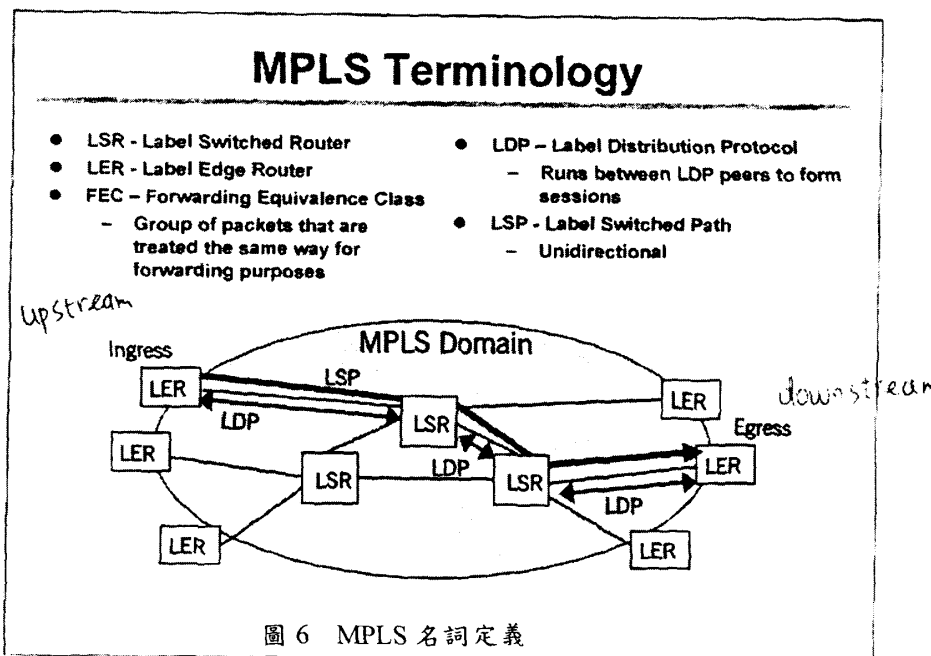 MPLS Terminology
● LSR - Label Switched Router
● LER - Label Edge Router
● FEC – Forwarding Equivalence Class
– Group of packets that are
treated the same way for
forwarding purposes
● LDP – Label Distribution Protocol
– Runs between LDP peers to form
sessions
● LSP - Label Switched Path
– Unidirectional
upstream
Ingress
MPLS Domain
LER
LSP
LDP
LSR
LER
downstream
Egress
LER
LER
LSR
LDP
LSR
LDP
LER
LER
圖 6 MPLS 名詞定義